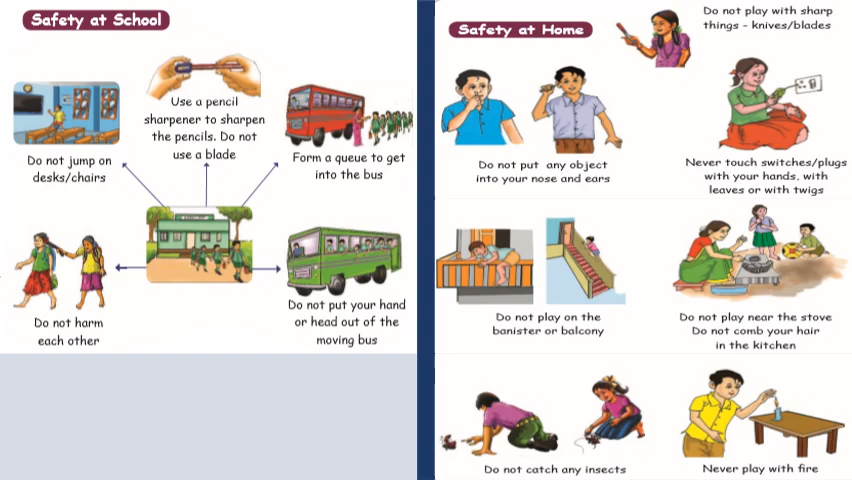 Safety at School
Use a pencil
sharpener to sharpen
the pencils. Do not
use a blade
Do not jump on
desks/chairs
Form a queue to get
into the bus
Do not harm
each other
Do not put your hand
or head out of the
moving bus
Safety at Home
Do not play with sharp
things - knives/blades
Do not put any object
into your nose and ears
Never touch switches/plugs
with your hands, with
leaves or with twigs
Do not play on the
banister or balcony
Do not play near the stove
Do not comb your hair
in the kitchen
Do not catch any insects
Never play with fire